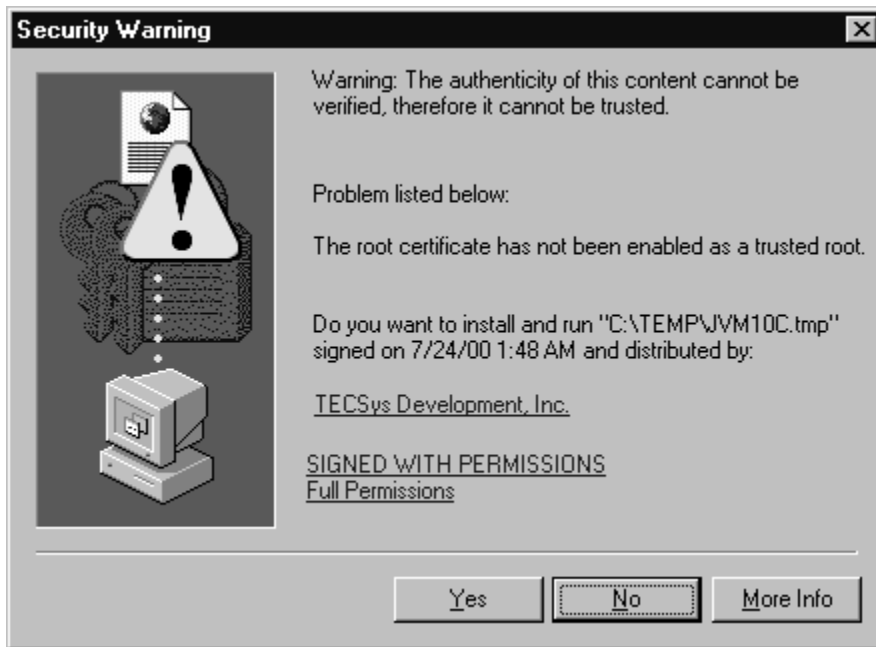 Security Warning
Warning: The authenticity of this content cannot be
verified, therefore it cannot be trusted.
Problem listed below:
The root certificate has not been enabled as a trusted root.
Do you want to install and run "C:\TEMP\JVM10C.tmp"
signed on 7/24/00 1:48 AM and distributed by:
TECSys Development, Inc.
SIGNED WITH PERMISSIONS
Full Permissions
Yes
No
More Info